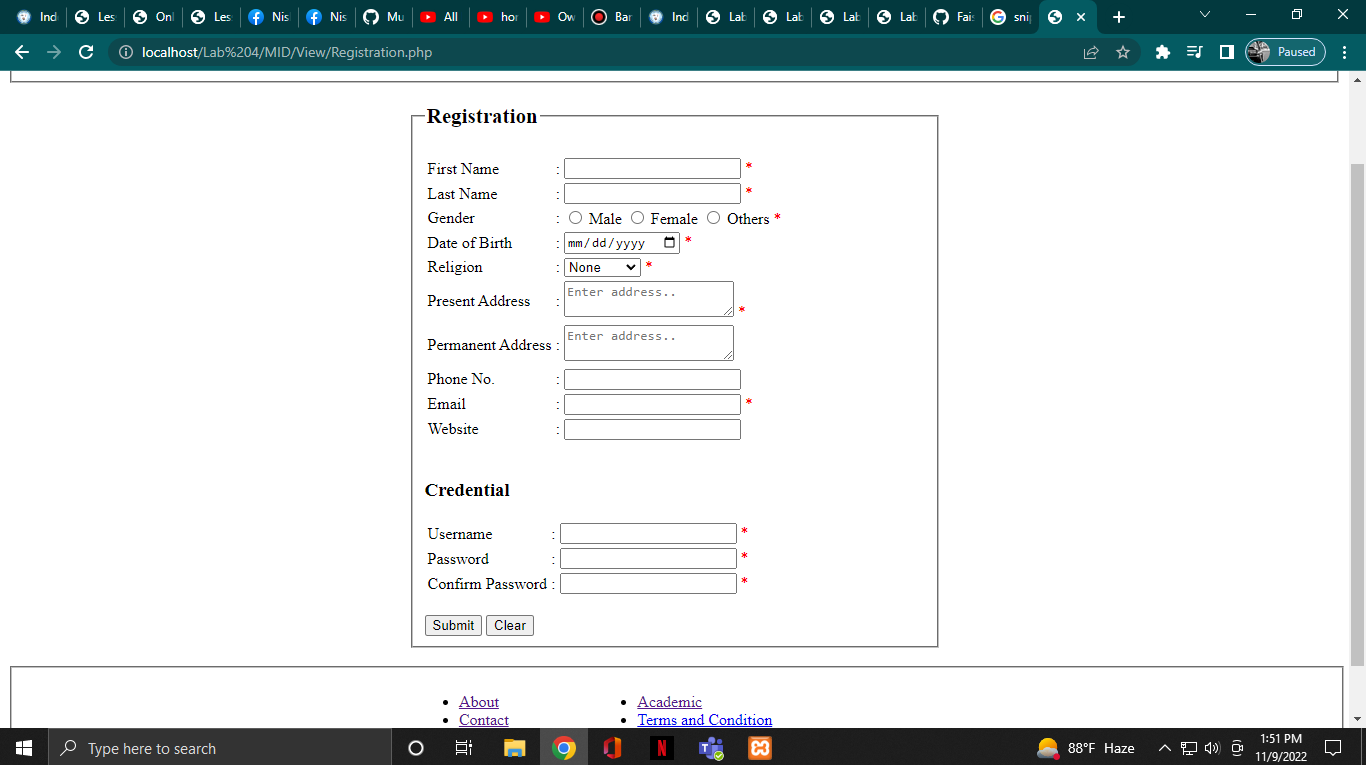 Ind Les Onl Les Nisl Nis Mu All hor Ow Bar Ind Lab Lab Lab Lab Fais snip
localhost/Lab%204/MID/View/Registration.php Paused
Registration
First Name : *
Last Name : *
Gender : Male Female Others *
Date of Birth : mm/dd/yyyy *
Religion : None *
Present Address : Enter address.. *
Permanent Address : Enter address..
Phone No. :
Email : *
Website :
Credential
Username : *
Password : *
Confirm Password : *
Submit Clear
About Academic
Contact Terms and Condition
Type here to search 88°F Haze 1:51 PM
11/9/2022